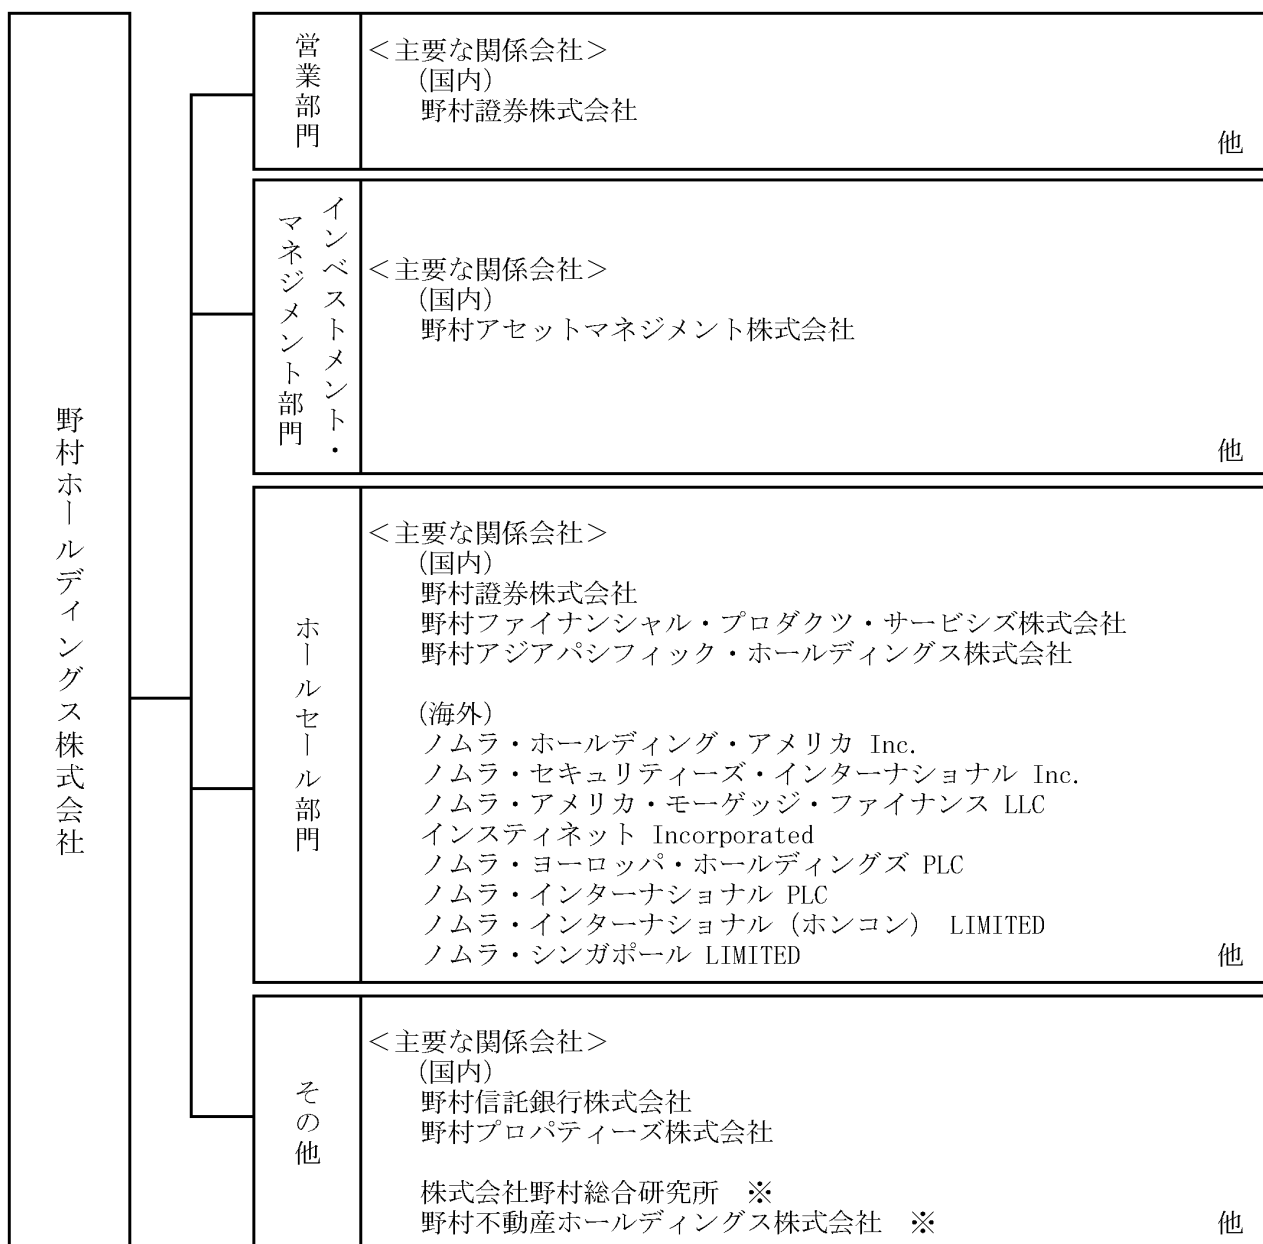 野村ホールディングス株式会社
営業部門
＜主要な関係会社＞
(国内)
野村證券株式会社
他
インベストメント・
マネジメント部門
＜主要な関係会社＞
(国内)
野村アセットマネジメント株式会社
他
ホールセール部門
＜主要な関係会社＞
(国内)
野村證券株式会社
野村ファイナンシャル・プロダクツ・サービシズ株式会社
野村アジアパシフィック・ホールディングス株式会社
(海外)
ノムラ・ホールディング・アメリカ Inc.
ノムラ・セキュリティーズ・インターナショナル Inc.
ノムラ・アメリカ・モーゲッジ・ファイナンス LLC
インスティネット Incorporated
ノムラ・ヨーロッパ・ホールディングズ PLC
ノムラ・インターナショナル PLC
ノムラ・インターナショナル (ホンコン) LIMITED
ノムラ・シンガポール LIMITED 他
その他
＜主要な関係会社＞
(国内)
野村信託銀行株式会社
野村プロパティーズ株式会社
株式会社野村総合研究所 ※
野村不動産ホールディングス株式会社 ※ 他